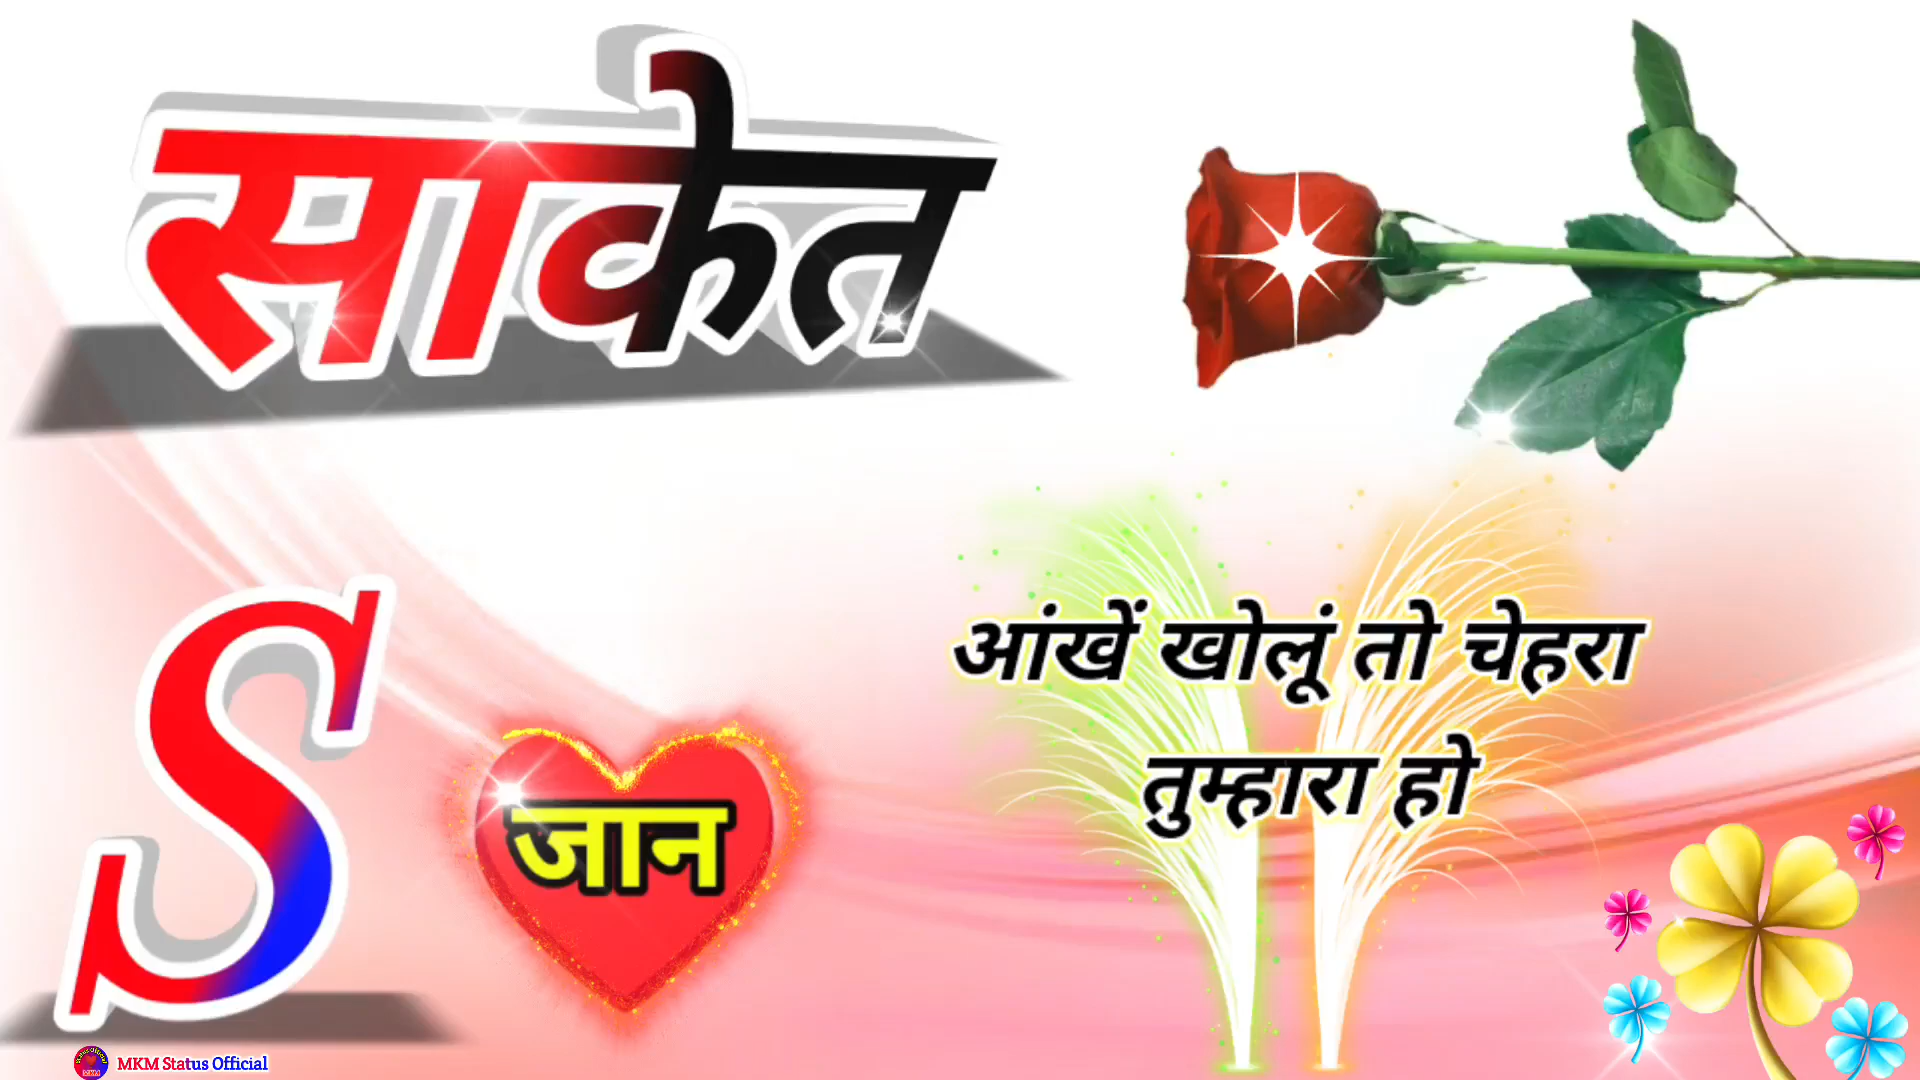 साकेत
S
जान
आंखें खोलूं तो चेहरा
तुम्हारा हो
MKM Status Official